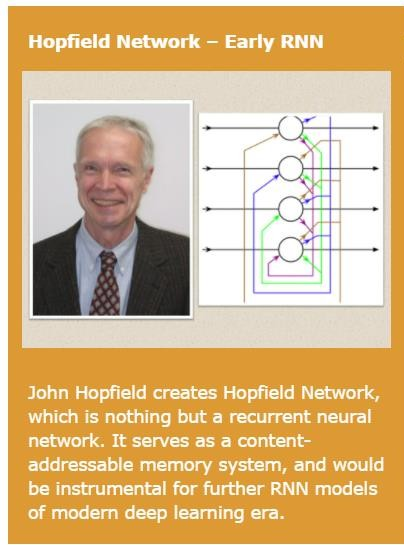 Hopfield Network – Early RNN
John Hopfield creates Hopfield Network,
which is nothing but a recurrent neural
network. It serves as a content-
addressable memory system, and would
be instrumental for further RNN models
of modern deep learning era.